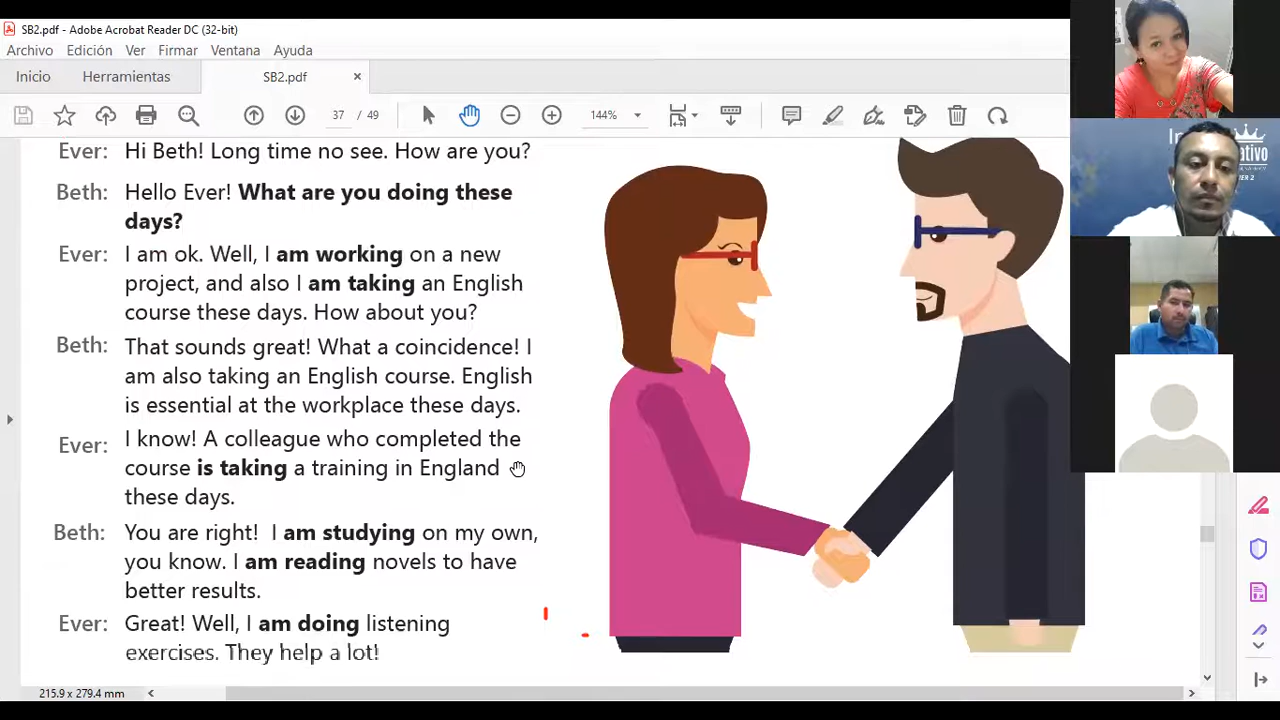 SB2.pdf - Adobe Acrobat Reader DC (32-bit)
Archivo Edición Ver Firmar Ventana Ayuda
Inicio Herramientas SB2.pdf ×
37 / 49 144%
Ever: Hi Beth! Long time no see. How are you?
Beth: Hello Ever! What are you doing these
days?
Ever: I am ok. Well, I am working on a new
project, and also I am taking an English
course these days. How about you?
Beth: That sounds great! What a coincidence! I
am also taking an English course. English
is essential at the workplace these days.
Ever: I know! A colleague who completed the
course is taking a training in England
these days.
Beth: You are right! I am studying on my own,
you know. I am reading novels to have
better results.
Ever: Great! Well, I am doing listening
exercises. They help a lot!
215.9 x 279.4 mm